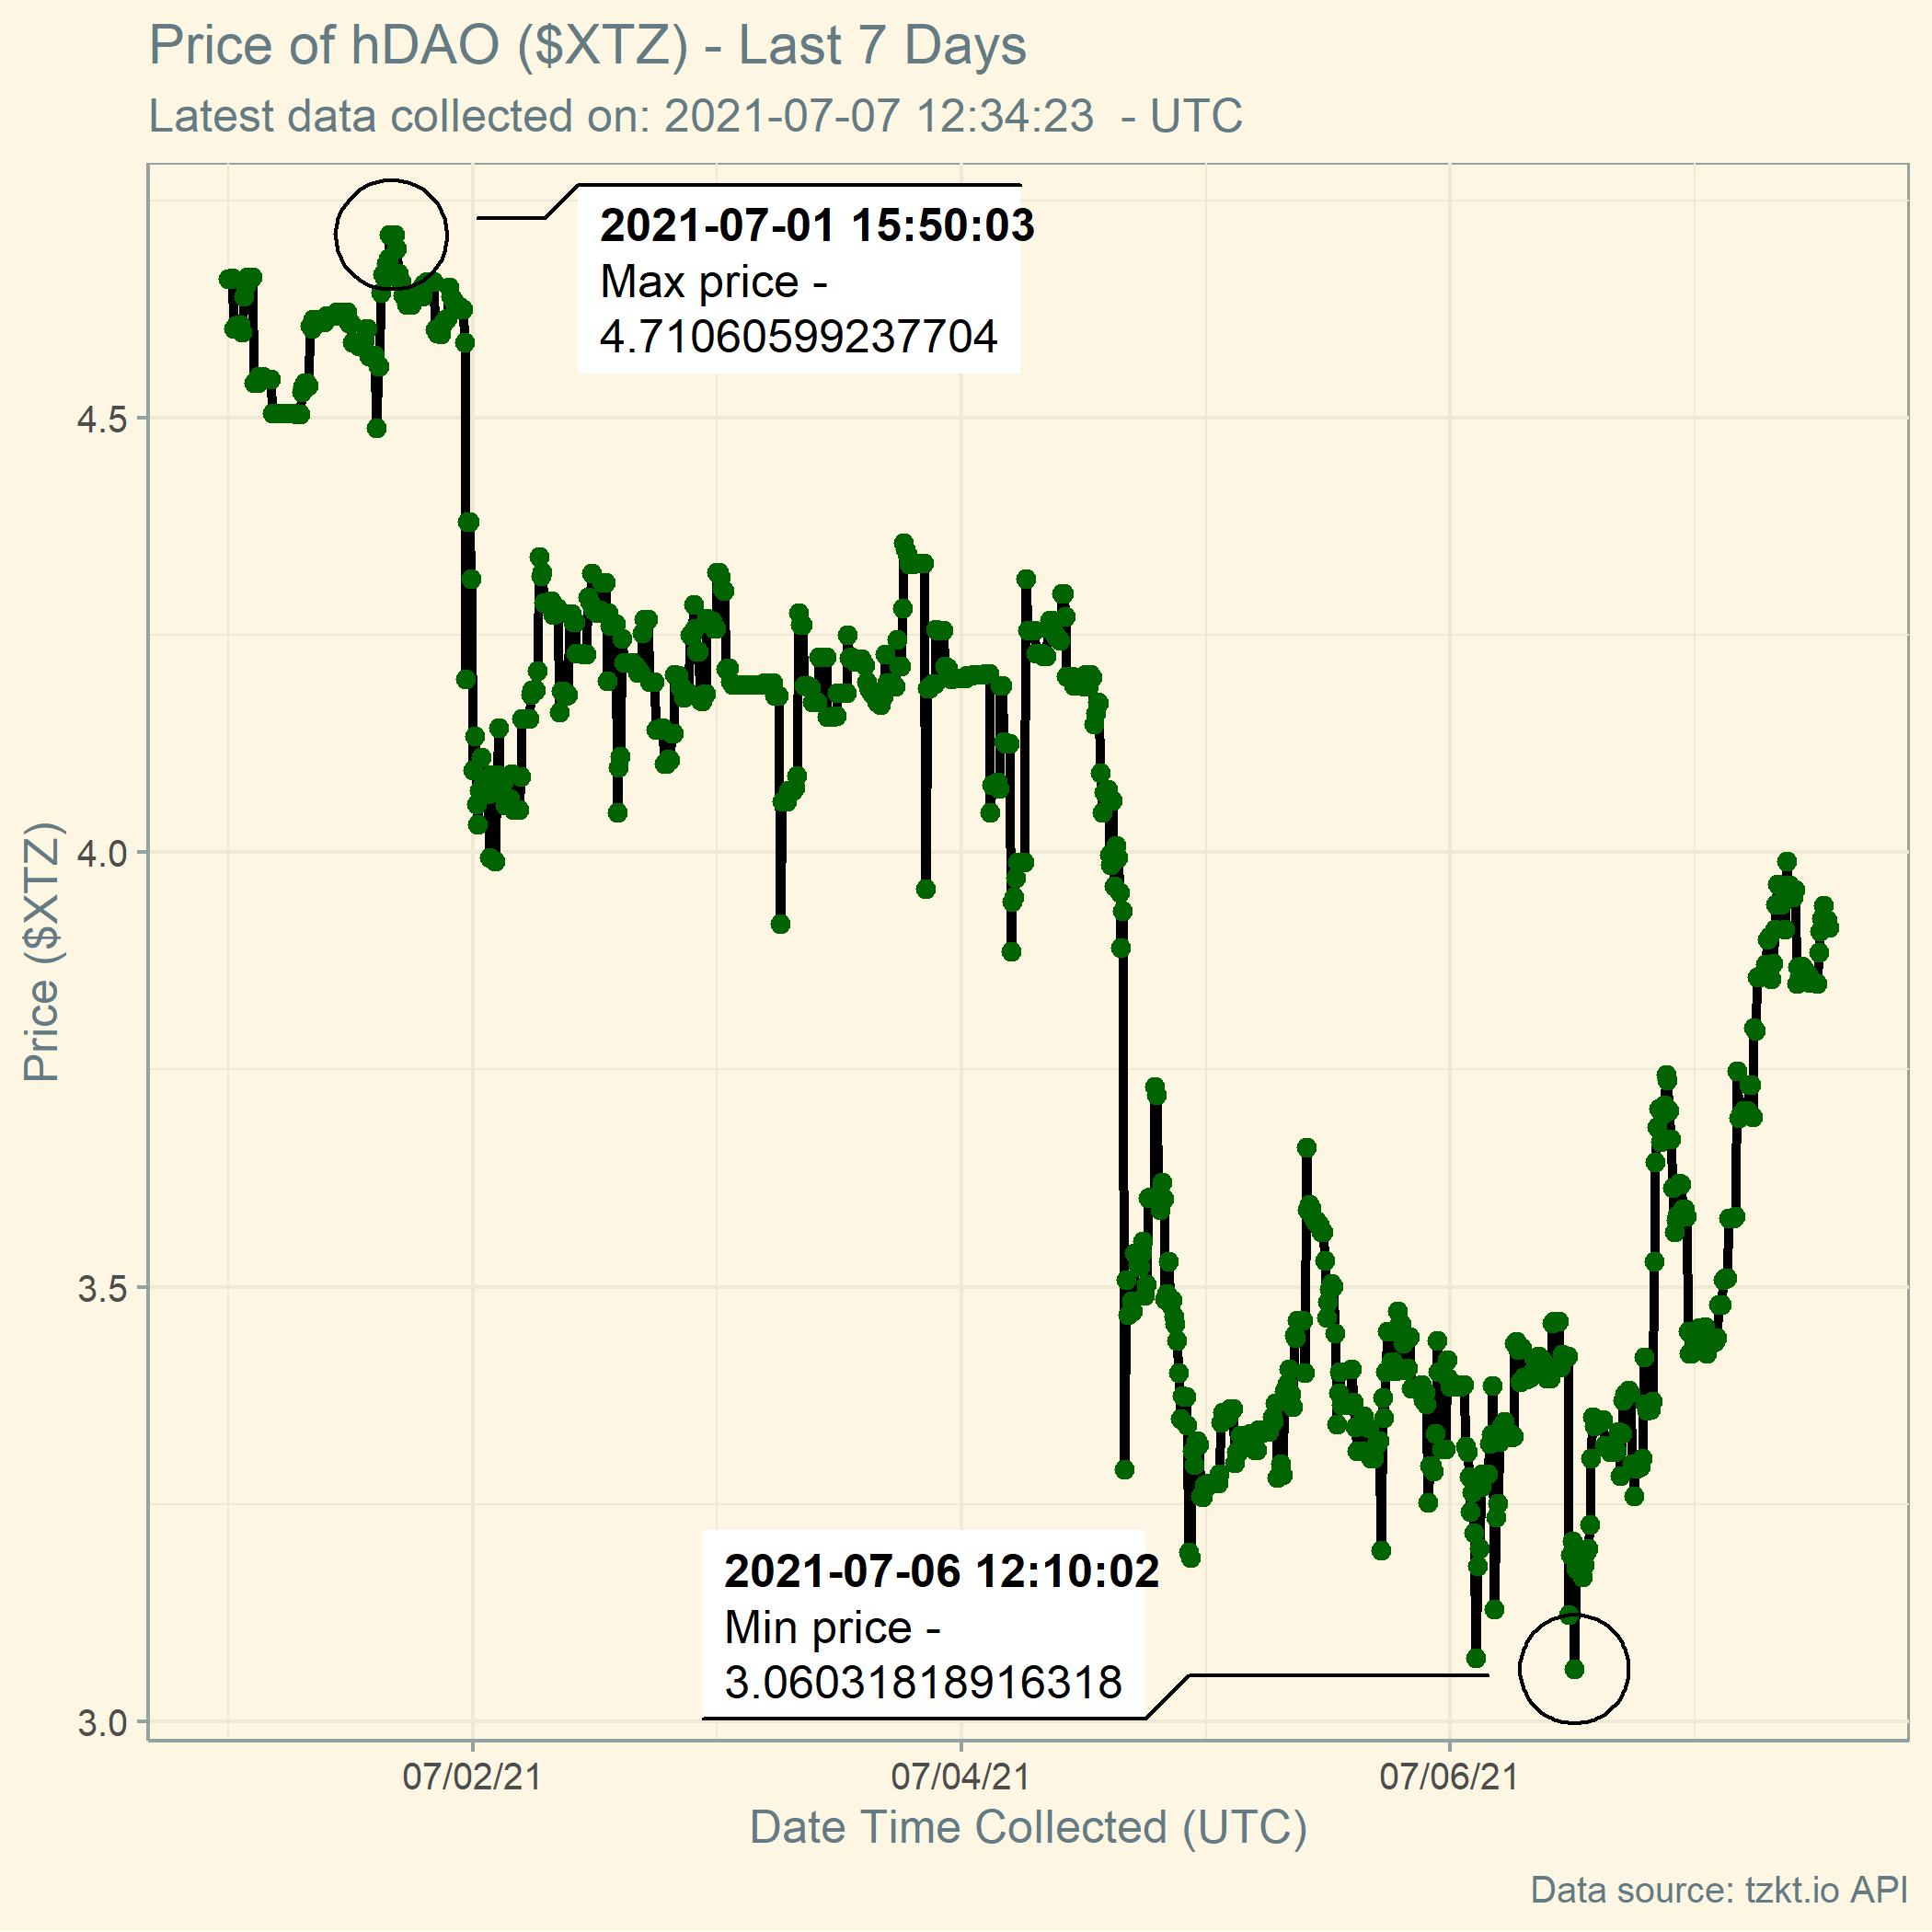 Price of hDAO ($XTZ) - Last 7 Days
Latest data collected on: 2021-07-07 12:34:23  - UTC
2021-07-01 15:50:03
Max price -
4.71060599237704
4.5
4.0
3.5
3.0
Price ($XTZ)
2021-07-06 12:10:02
Min price -
3.06031818916318
07/02/21
07/04/21
07/06/21
Date Time Collected (UTC)
Data source: tzkt.io API